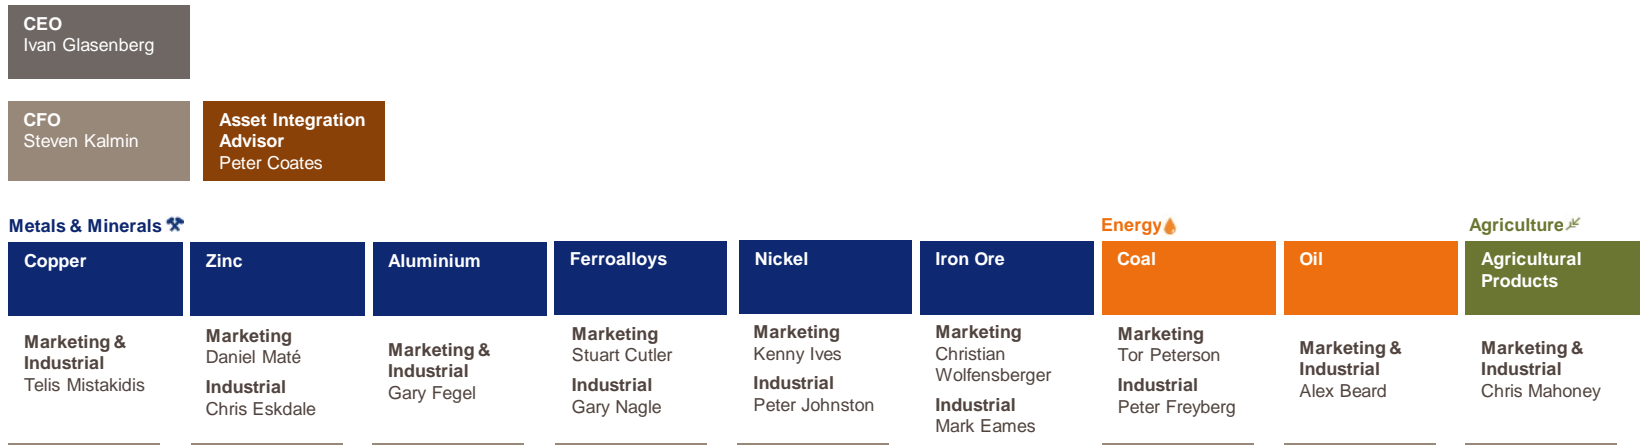 CEO
Ivan Glasenberg
CFO
Steven Kalmin
Asset Integration
Advisor
Peter Coates
Metals & Minerals
Energy
Agriculture
Copper
Marketing &
Industrial
Telis Mistakidis
Zinc
Marketing
Daniel Maté
Industrial
Chris Eskdale
Aluminium
Marketing &
Industrial
Gary Fegel
Ferroalloys
Marketing
Stuart Cutler
Industrial
Gary Nagle
Nickel
Marketing
Kenny Ives
Industrial
Peter Johnston
Iron Ore
Marketing
Christian
Wolfensberger
Industrial
Mark Eames
Coal
Marketing
Tor Peterson
Industrial
Peter Freyberg
Oil
Marketing &
Industrial
Alex Beard
Agricultural
Products
Marketing &
Industrial
Chris Mahoney